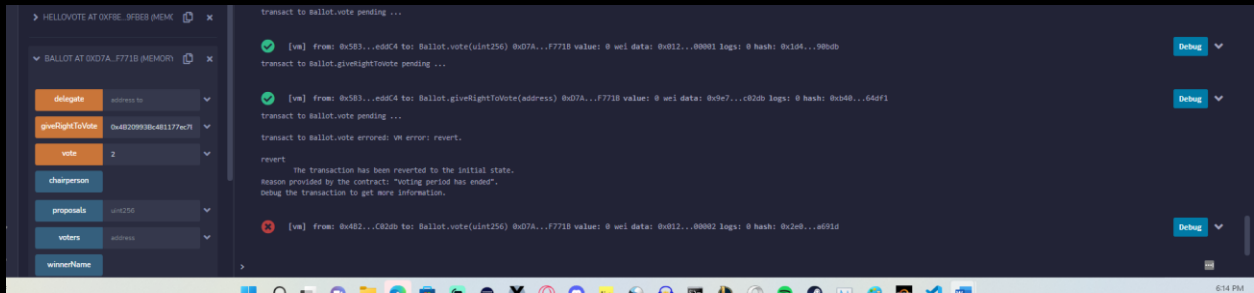 HELLOVOTE AT 0XFBE...9FBEB (MEMC
BALLOT AT 0XD7A...F771B (MEMORY)
delegate address to
giveRightToVote 0x4B20993Bc481177ec7
vote 2
chairperson
proposals uint256
voters address
winnerName
transact to Ballot.vote pending ...
[vm] from: 0x5B3...eddC4 to: Ballot.vote(uint256) 0xD7A...F771B value: 0 wei data: 0x012...00001 logs: 0 hash: 0x1d4...90bdb
Debug
transact to Ballot.giveRightToVote pending ...
[vm] from: 0x5B3...eddC4 to: Ballot.giveRightToVote(address) 0xD7A...F771B value: 0 wei data: 0x9e7...c02db logs: 0 hash: 0xb40...64df1
Debug
transact to Ballot.vote pending ...
transact to Ballot.vote errored: VM error: revert.
revert
The transaction has been reverted to the initial state.
Reason provided by the contract: "Voting period has ended".
Debug the transaction to get more information.
[vm] from: 0x4B2...C02db to: Ballot.vote(uint256) 0xD7A...F771B value: 0 wei data: 0x012...00002 logs: 0 hash: 0x2e0...a691d
Debug
>
6:14 PM